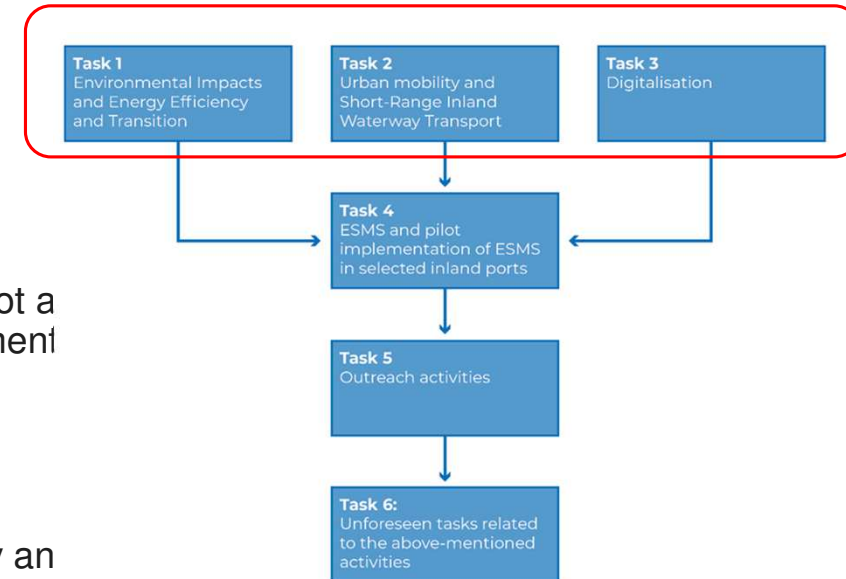 Task 1
Environmental Impacts
and Energy Efficiency
and Transition
Task 2
Urban mobility and
Short-Range Inland
Waterway Transport
Task 3
Digitalisation
Task 4
ESMS and pilot
implementation of ESMS
in selected inland ports
Task 5
Outreach activities
Task 6:
Unforeseen tasks related
to the above-mentioned
activities
a
an